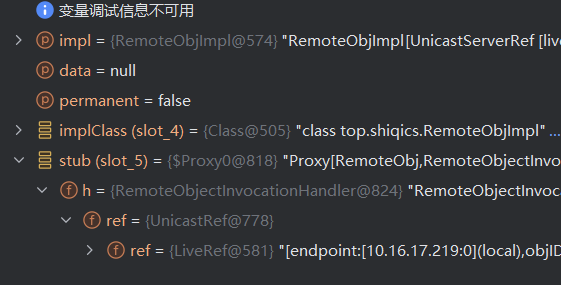 变量调试信息不可用
impl = {RemoteObjImpl@574} "RemoteObjImpl[UnicastServerRef [liv
data = null
permanent = false
implClass (slot_4) = {Class@505} "class top.shiqics.RemoteObjImpl" ...
stub (slot_5) = {$Proxy0@818} "Proxy[RemoteObj,RemoteObjectInvo
h = {RemoteObjectInvocationHandler@824} "RemoteObjectInvoca
ref = {UnicastRef@778}
ref = {LiveRef@581} "[endpoint:[10.16.17.219:0](local),objID